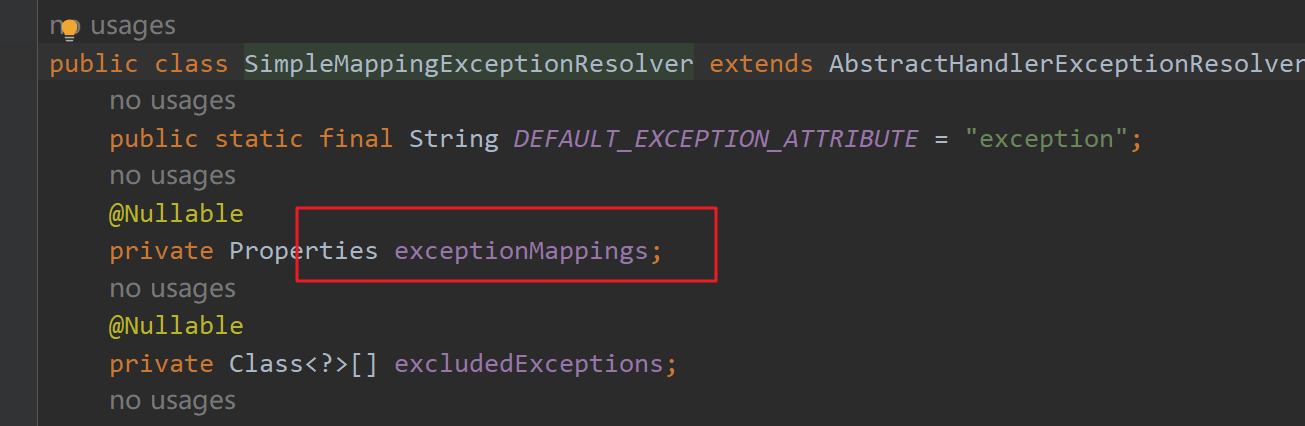 no usages
public class SimpleMappingExceptionResolver extends AbstractHandlerExceptionResolver
no usages
public static final String DEFAULT_EXCEPTION_ATTRIBUTE = "exception";
no usages
@Nullable
private Properties exceptionMappings;
no usages
@Nullable
private Class<?>[] excludedExceptions;
no usages